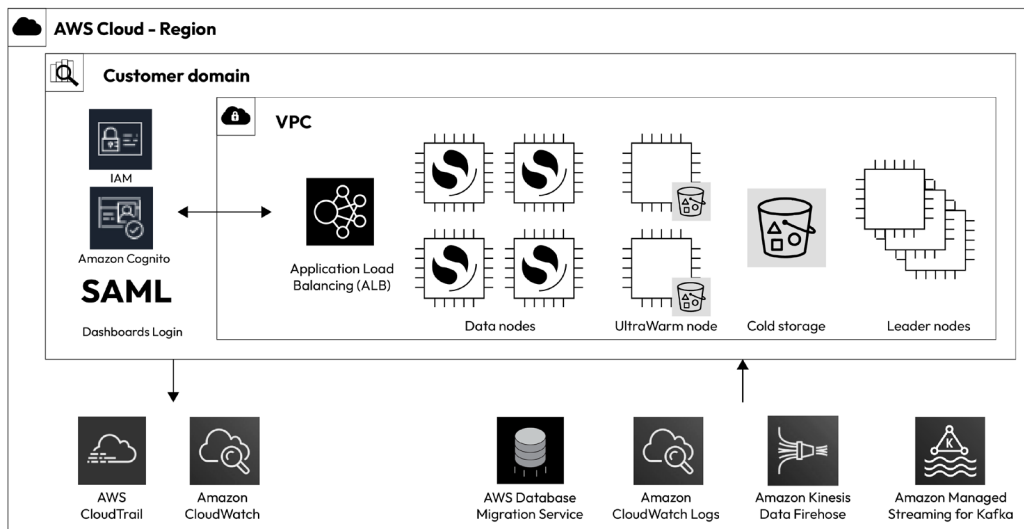 AWS Cloud - Region
Customer domain
VPC
IAM
Amazon Cognito
SAML
Dashboards Login
Application Load
Balancing (ALB)
Data nodes
UltraWarm node
Cold storage
Leader nodes
AWS
CloudTrail
Amazon
CloudWatch
AWS Database
Migration Service
Amazon
CloudWatch Logs
Amazon Kinesis
Data Firehose
K
Amazon Managed
Streaming for Kafka